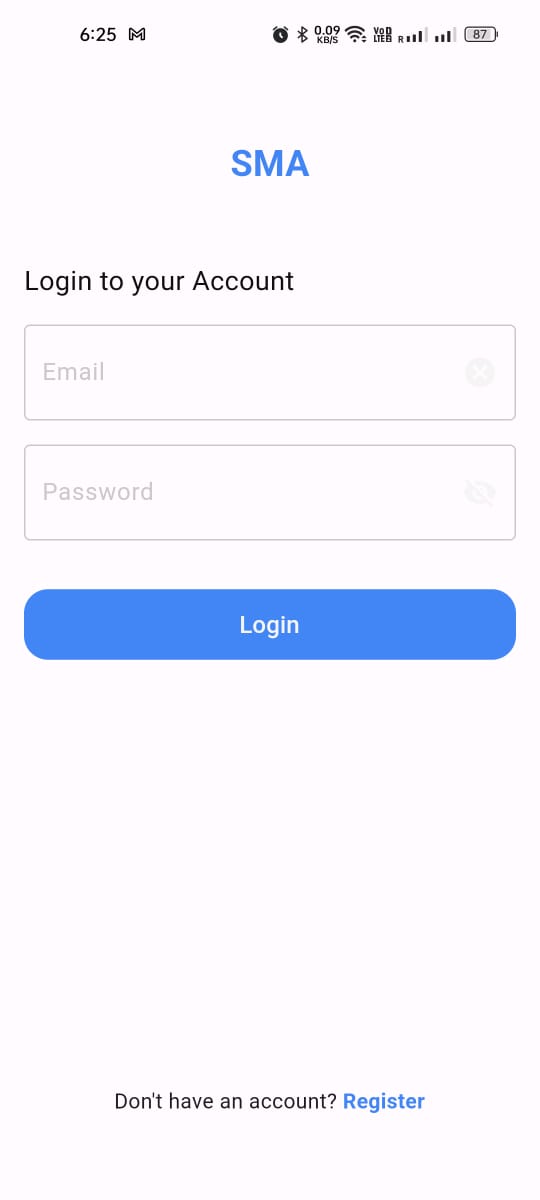 6:25 0.09 KB/S VoD LTE R 87
SMA
Login to your Account
Email
Password
Login
Don't have an account? Register